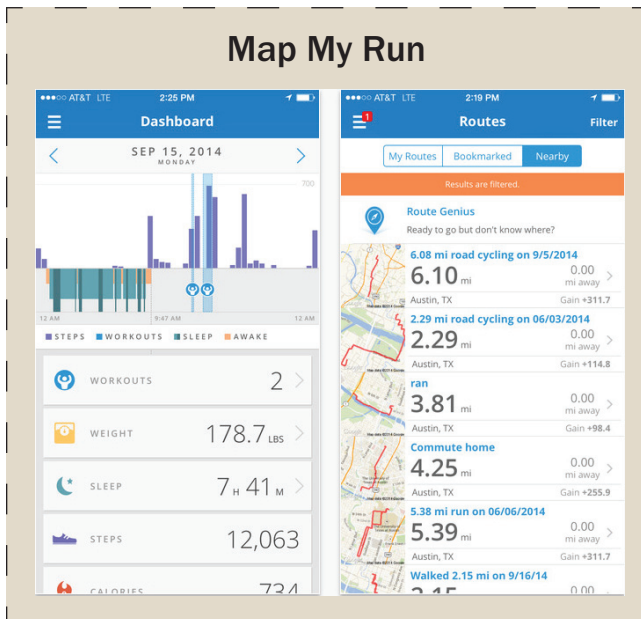 Map My Run
AT&T LTE 2:25 PM
Dashboard
SEP 15, 2014
MONDAY
700
12 AM 9:47 AM 12 AM
STEPS WORKOUTS SLEEP AWAKE
WORKOUTS 2
WEIGHT 178.7 LBS
SLEEP 7 H 41 M
STEPS 12,063
CALORIES 734
AT&T LTE 2:19 PM
1
Routes Filter
My Routes Bookmarked Nearby
Results are filtered.
Route Genius
Ready to go but don't know where?
6.08 mi road cycling on 9/5/2014
6.10 mi 0.00
mi away
Austin, TX Gain +311.7
2.29 mi road cycling on 06/03/2014
2.29 mi 0.00
mi away
Austin, TX Gain +114.8
ran
3.81 mi 0.00
mi away
Austin, TX Gain +98.4
Commute home
4.25 mi 0.00
mi away
Austin, TX Gain +255.9
5.38 mi run on 06/06/2014
5.39 mi 0.00
mi away
Austin, TX Gain +311.7
Walked 2.15 mi on 9/16/14
2.15 0.00